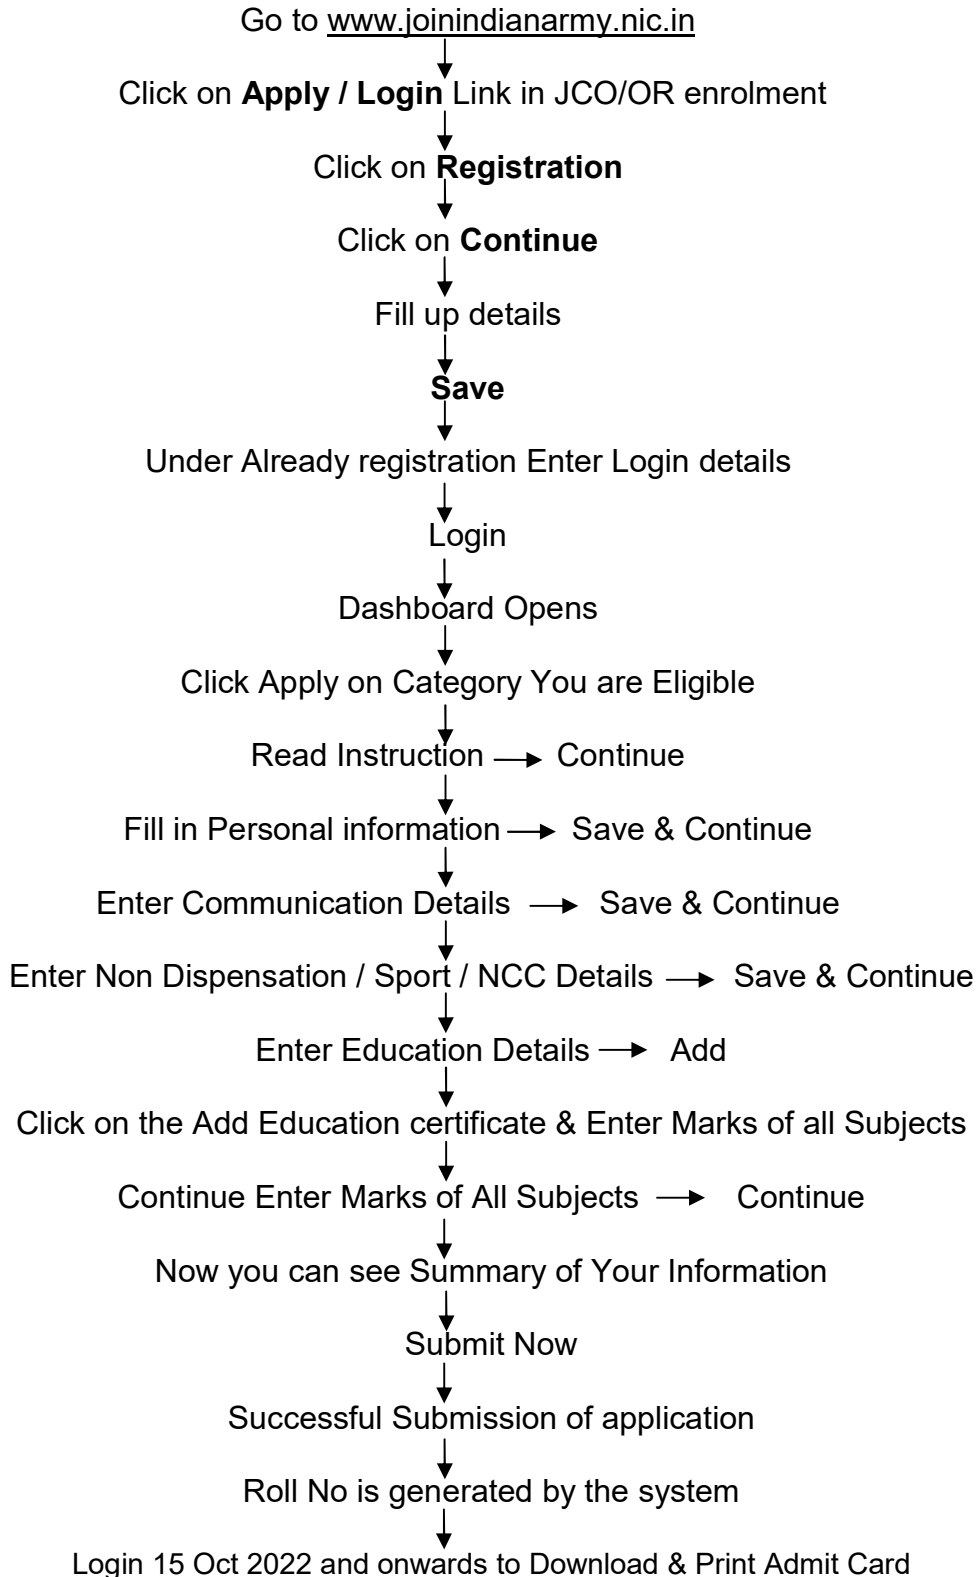 Go to www.joinindianarmy.nic.in
Click on Apply / Login Link in JCO/OR enrolment
Click on Registration
Click on Continue
Fill up details
Save
Under Already registration Enter Login details
Login
Dashboard Opens
Click Apply on Category You are Eligible
Read Instruction Continue
Fill in Personal information Save & Continue
Enter Communication Details Save & Continue
Enter Non Dispensation / Sport / NCC Details Save & Continue
Enter Education Details Add
Click on the Add Education certificate & Enter Marks of all Subjects
Continue Enter Marks of All Subjects Continue
Now you can see Summary of Your Information
Submit Now
Successful Submission of application
Roll No is generated by the system
Login 15 Oct 2022 and onwards to Download & Print Admit Card